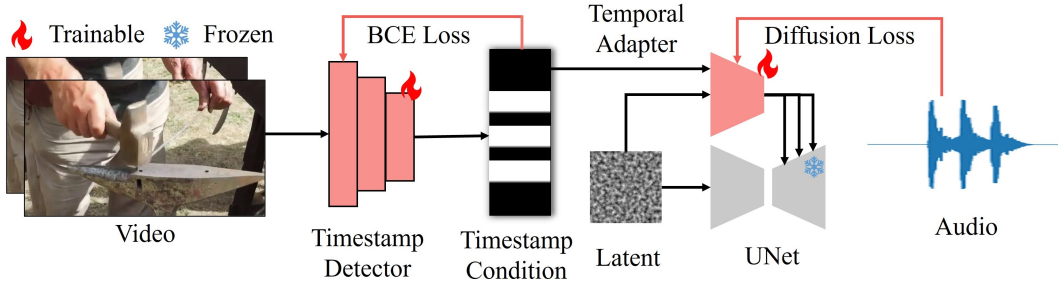 Trainable
Frozen
BCE Loss
Temporal
Adapter
Diffusion Loss
Video
Timestamp
Detector
Timestamp
Condition
Latent
UNet
Audio